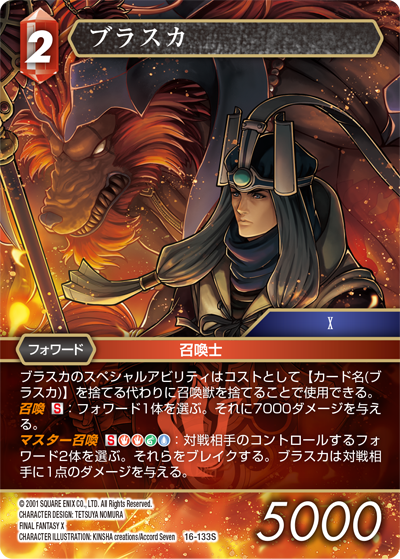 2
ブラスカ
X
フォワード
召喚士
ブラスカのスペシャルアビリティはコストとして【カード名(ブ
ラスカ)】を捨てる代わりに召喚獣を捨てることで使用できる。
召喚 S:フォワード1体を選ぶ。それに7000ダメージを与え
る。
マスター召喚 S:対戦相手のコントロールするフォ
ワード2体を選ぶ。それらをブレイクする。ブラスカは対戦相
手に1点のダメージを与える。
© 2001 SQUARE ENIX CO., LTD. All Rights Reserved.
CHARACTER DESIGN: TETSUYA NOMURA
FINAL FANTASY X
CHARACTER ILLUSTRATION: KINSHA creations/Accord Seven
16-133S
5000